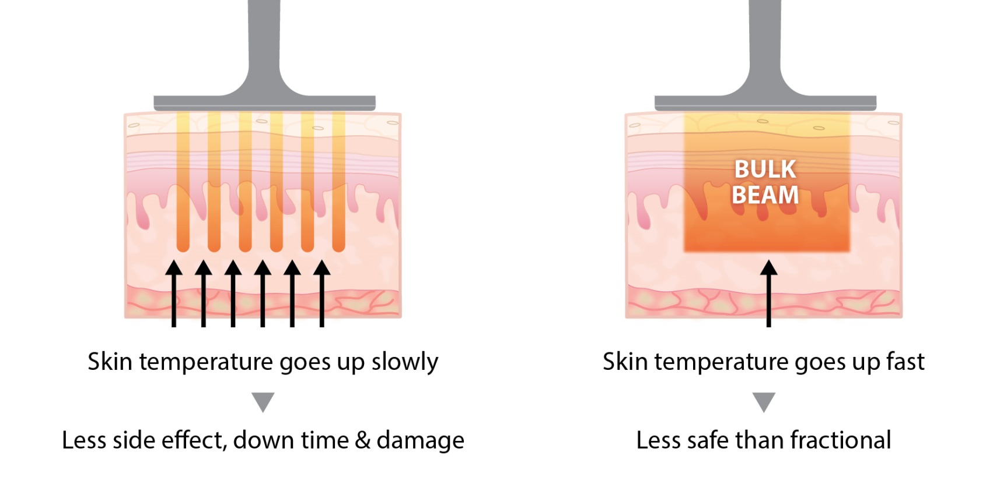 BULK
BEAM
Skin temperature goes up slowly
Less side effect, down time & damage
Skin temperature goes up fast
Less safe than fractional